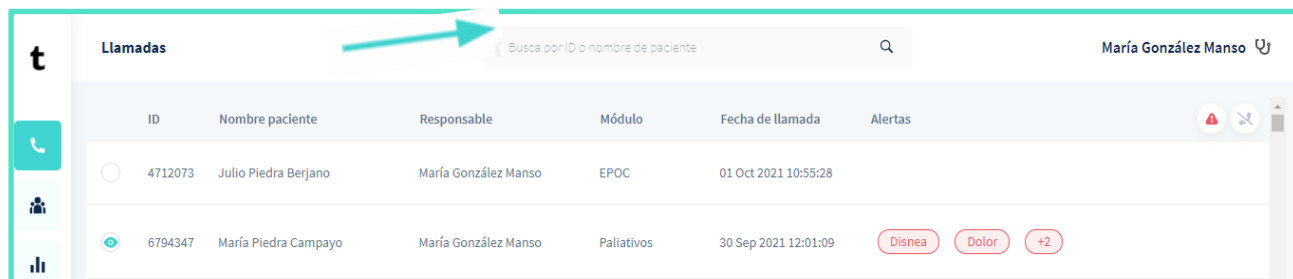 t
Llamadas
Busca por ID o nombre de paciente
María González Manso
ID Nombre paciente Responsable Módulo Fecha de llamada Alertas
4712073 Julio Piedra Berjano María González Manso EPOC 01 Oct 2021 10:55:28
6794347 María Piedra Campayo María González Manso Paliativos 30 Sep 2021 12:01:09 Disnea Dolor +2